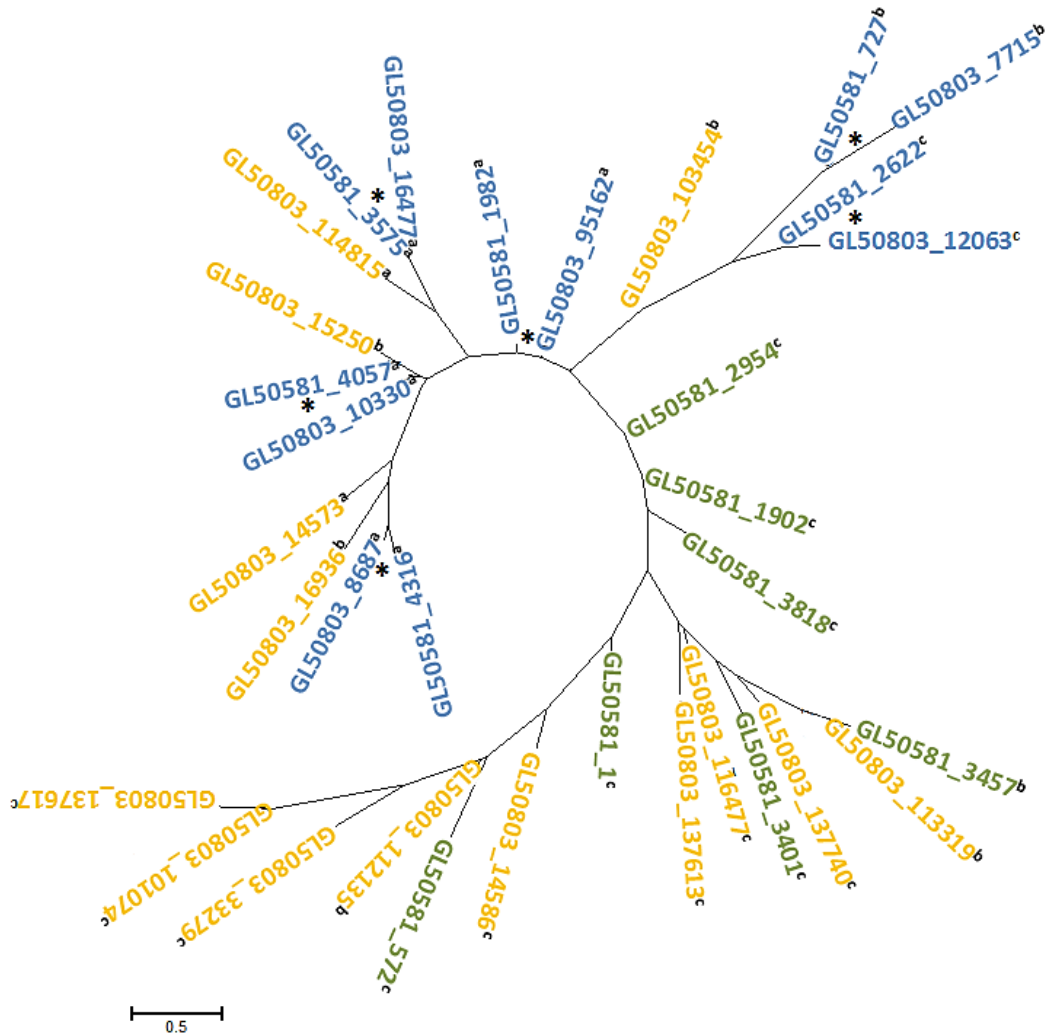 GL50581_727b
GL50803_7715b
*
GL50581_2622c
*
GL50803_12063c
GL50803_103454b
GL50803_95162a
*
GL50581_1982a
GL50803_16477a
*
GL50581_3575a
GL50803_114815a
GL50803_15250b
GL50581_4057a
*
GL50803_10330a
GL50803_14573a
GL50803_16936b
GL50803_8687a
*
GL50581_4316a
GL50581_2954c
GL50581_1902c
GL50581_3818c
GL50581_3457b
GL50803_113319b
GL50803_137740c
GL50581_3401c
GL50803_116477c
GL50803_137613c
GL50581_1c
GL50803_14586c
GL50581_572c
GL50803_112135b
GL50803_33279c
GL50803_101074c
GL50803_137617c
0.5